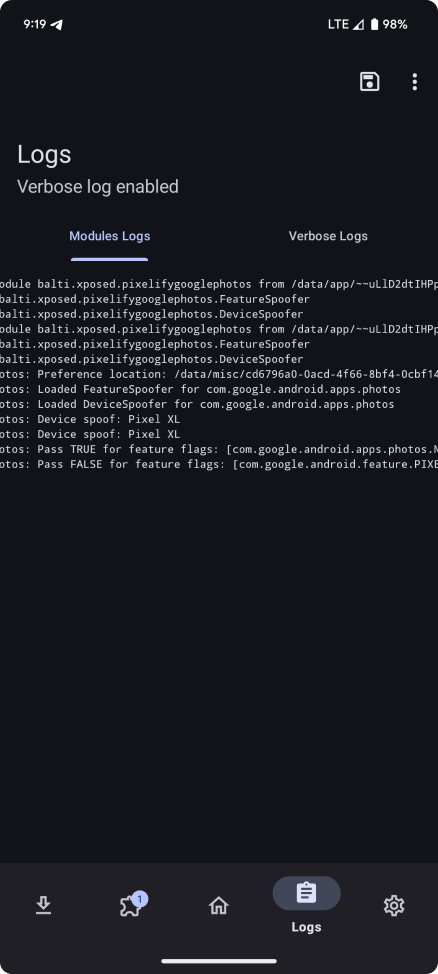 9:19 LTE 98%
Logs
Verbose log enabled
Modules Logs Verbose Logs
odule balti.xposed.pixelifygooglephotos from /data/app/~~uLlD2dtIHPp
balti.xposed.pixelifygooglephotos.FeatureSpoofer
balti.xposed.pixelifygooglephotos.DeviceSpoofer
odule balti.xposed.pixelifygooglephotos from /data/app/~~uLlD2dtIHPp
balti.xposed.pixelifygooglephotos.FeatureSpoofer
balti.xposed.pixelifygooglephotos.DeviceSpoofer
otos: Preference location: /data/misc/cd6796a0-0acd-4f66-8bf4-0cbf14
otos: Loaded FeatureSpoofer for com.google.android.apps.photos
otos: Loaded DeviceSpoofer for com.google.android.apps.photos
otos: Device spoof: Pixel XL
otos: Device spoof: Pixel XL
otos: Pass TRUE for feature flags: [com.google.android.apps.photos.N
otos: Pass FALSE for feature flags: [com.google.android.feature.PIXE
1
Logs